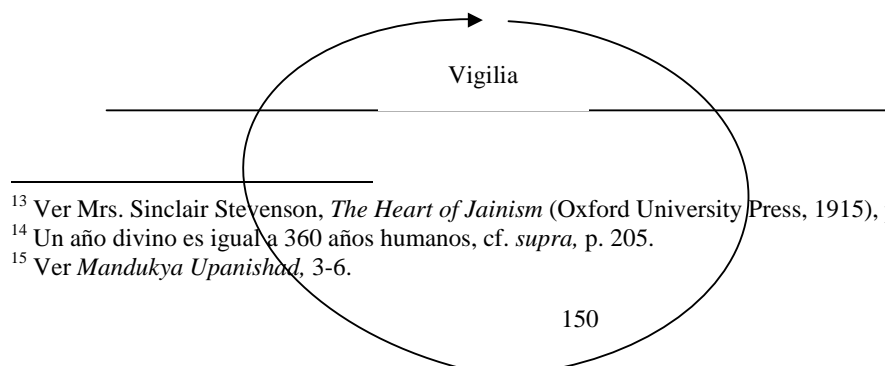 Vigilia
13 Ver Mrs. Sinclair Stevenson, The Heart of Jainism (Oxford University Press, 1915),
14 Un año divino es igual a 360 años humanos, cf. supra, p. 205.
15 Ver Mandukya Upanishad, 3-6.
150